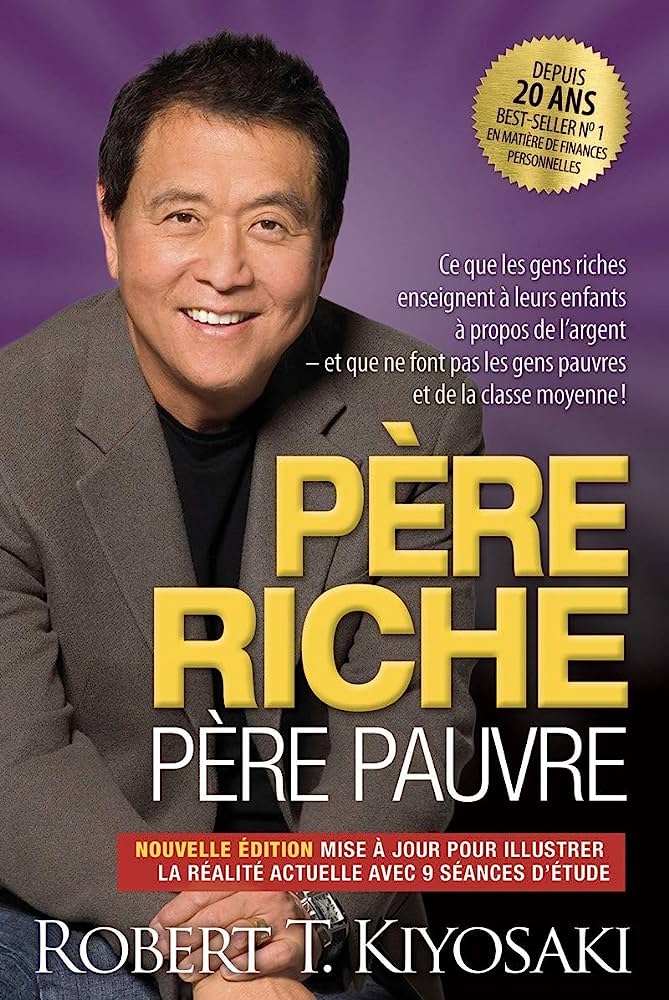 DEPUIS
20 ANS
BEST-SELLER Nº 1
EN MATIÈRE DE FINANCES
PERSONNELLES
Ce que les gens riches
enseignent à leurs enfants
à propos de l'argent
– et que ne font pas les gens pauvres
et de la classe moyenne !
PÈRE
RICHE
PÈRE PAUVRE
NOUVELLE ÉDITION MISE À JOUR POUR ILLUSTRER
LA RÉALITÉ ACTUELLE AVEC 9 SÉANCES D'ÉTUDE
ROBERT T. KIYOSAKI